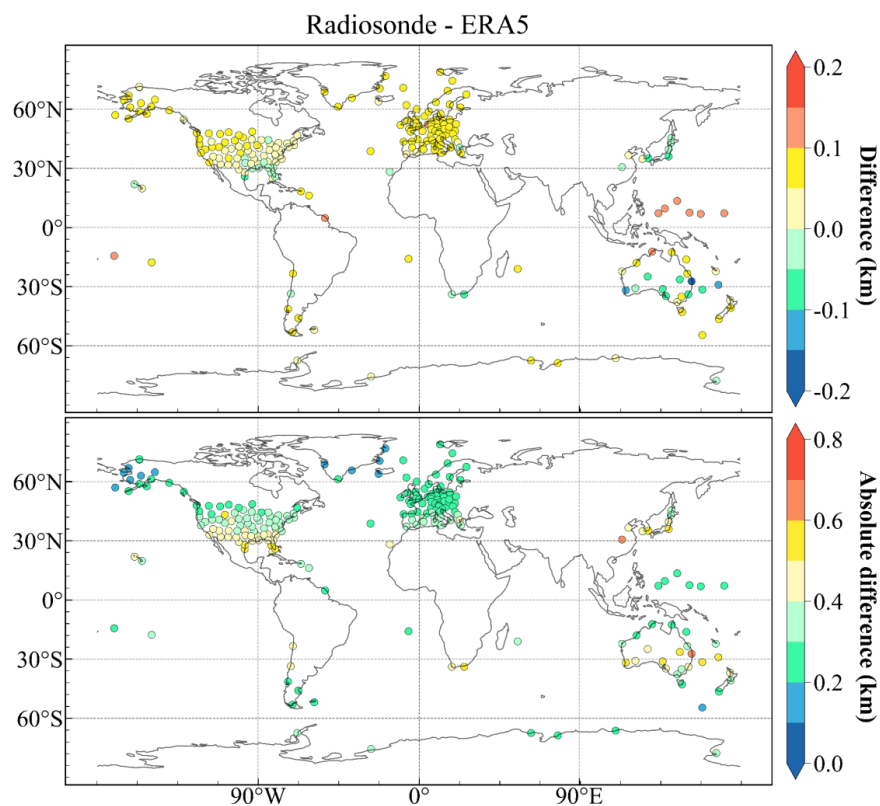 Radiosonde - ERA5
60°N
30°N
0°
30°S
60°S
0.2
0.1
0.0
-0.1
-0.2
Difference (km)
60°N
30°N
0°
30°S
60°S
90°W
0°
90°E
0.8
0.6
0.4
0.2
0.0
Absolute difference (km)